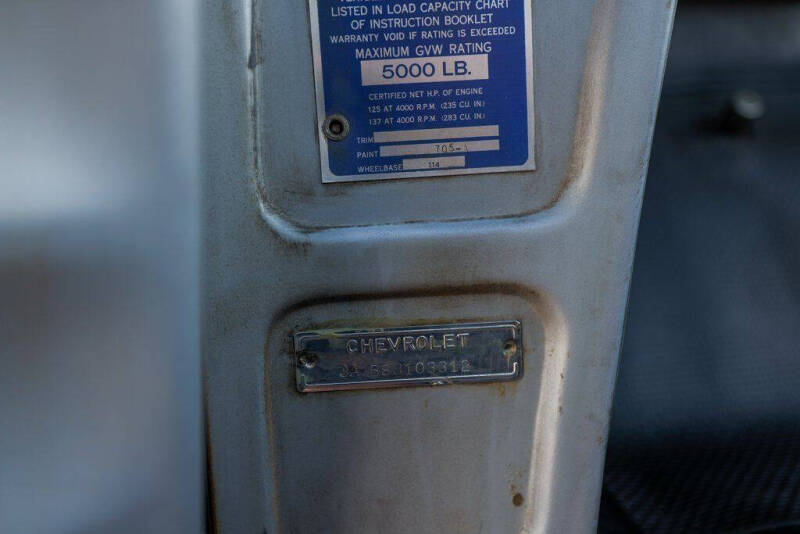 LISTED IN LOAD CAPACITY CHART
OF INSTRUCTION BOOKLET
WARRANTY VOID IF RATING IS EXCEEDED
MAXIMUM GVW RATING
5000 LB.
CERTIFIED NET H.P. OF ENGINE
125 AT 4000 R.P.M. (235 CU. IN.)
137 AT 4000 R.P.M. (283 CU. IN.)
TRIM
PAINT 705-
WHEELBASE 114
CHEVROLET